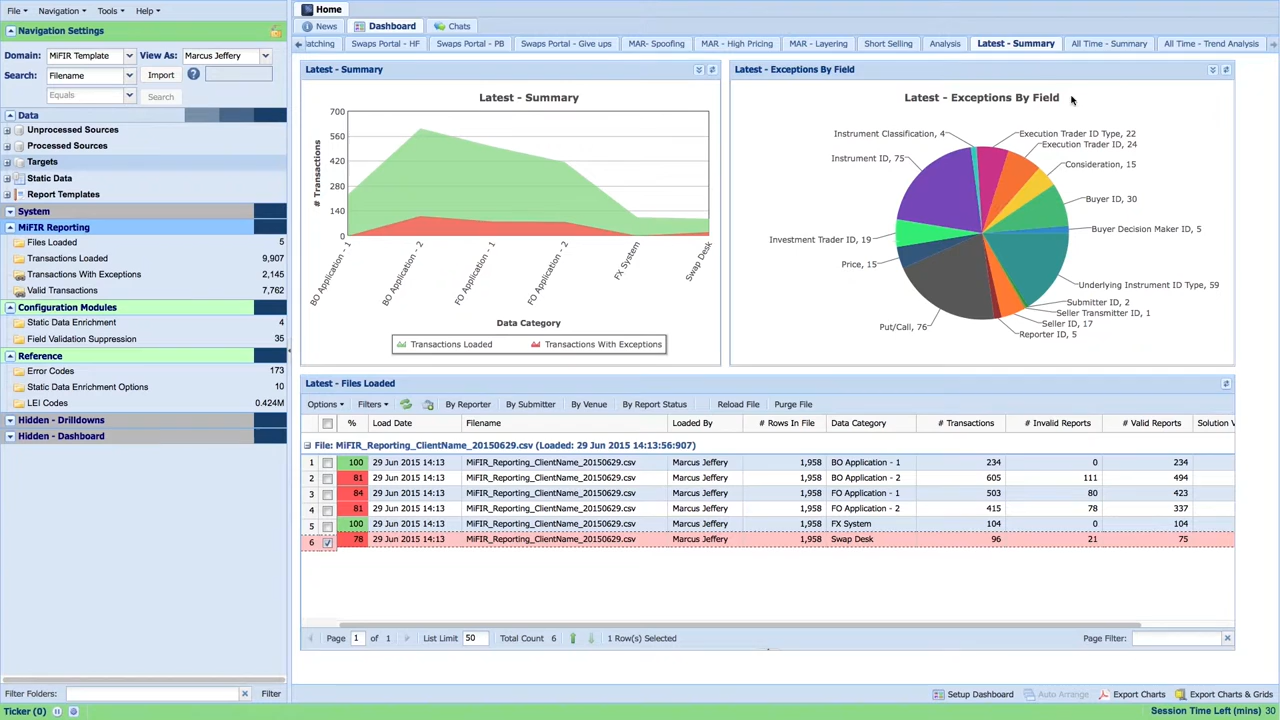 File Navigation Tools Help
Navigation Settings
Domain: MiFIR Template View As: Marcus Jeffery
Search: Filename Import
Equals Search
Data
Unprocessed Sources
Processed Sources
Targets
Static Data
Report Templates
System
MiFIR Reporting
Files Loaded 5
Transactions Loaded 9,907
Transactions With Exceptions 2,145
Valid Transactions 7,762
Configuration Modules
Static Data Enrichment 4
Field Validation Suppression 35
Reference
Error Codes 173
Static Data Enrichment Options 10
LEI Codes 0.424M
Hidden - Drilldowns
Hidden - Dashboard
Filter Folders: Filter
Ticker (0)
Home
News Dashboard Chats
atching Swaps Portal - HF Swaps Portal - PB Swaps Portal - Give ups MAR- Spoofing MAR - High Pricing MAR - Layering Short Selling Analysis Latest - Summary All Time - Summary All Time - Trend Analysis
Latest - Summary
Latest - Summary
# Transactions
700
560
420
280
140
0
BO Application - 1
BO Application - 2
FO Application - 1
FO Application - 2
FX System
Swap Desk
Data Category
Transactions Loaded Transactions With Exceptions
Latest - Exceptions By Field
Latest - Exceptions By Field
Instrument Classification, 4
Execution Trader ID Type, 22
Execution Trader ID, 24
Instrument ID, 75
Consideration, 15
Buyer ID, 30
Buyer Decision Maker ID, 5
Investment Trader ID, 19
Price, 15
Underlying Instrument ID Type, 59
Submitter ID, 2
Seller Transmitter ID, 1
Seller ID, 17
Put/Call, 76
Reporter ID, 5
Latest - Files Loaded
Options Filters By Reporter By Submitter By Venue By Report Status Reload File Purge File
% Load Date Filename Loaded By # Rows In File Data Category # Transactions # Invalid Reports # Valid Reports Solution V
File: MiFIR_Reporting_ClientName_20150629.csv (Loaded: 29 Jun 2015 14:13:56:907)
1 100 29 Jun 2015 14:13 MiFIR_Reporting_ClientName_20150629.csv Marcus Jeffery 1,958 BO Application - 1 234 0 234
2 81 29 Jun 2015 14:13 MiFIR_Reporting_ClientName_20150629.csv Marcus Jeffery 1,958 BO Application - 2 605 111 494
3 84 29 Jun 2015 14:13 MiFIR_Reporting_ClientName_20150629.csv Marcus Jeffery 1,958 FO Application - 1 503 80 423
4 81 29 Jun 2015 14:13 MiFIR_Reporting_ClientName_20150629.csv Marcus Jeffery 1,958 FO Application - 2 415 78 337
5 100 29 Jun 2015 14:13 MiFIR_Reporting_ClientName_20150629.csv Marcus Jeffery 1,958 FX System 104 0 104
6 78 29 Jun 2015 14:13 MiFIR_Reporting_ClientName_20150629.csv Marcus Jeffery 1,958 Swap Desk 96 21 75
Page 1 of 1 List Limit 50 Total Count 6 1 Row(s) Selected Page Filter:
Setup Dashboard Auto Arrange Export Charts Export Charts & Grids
Session Time Left (mins) 30